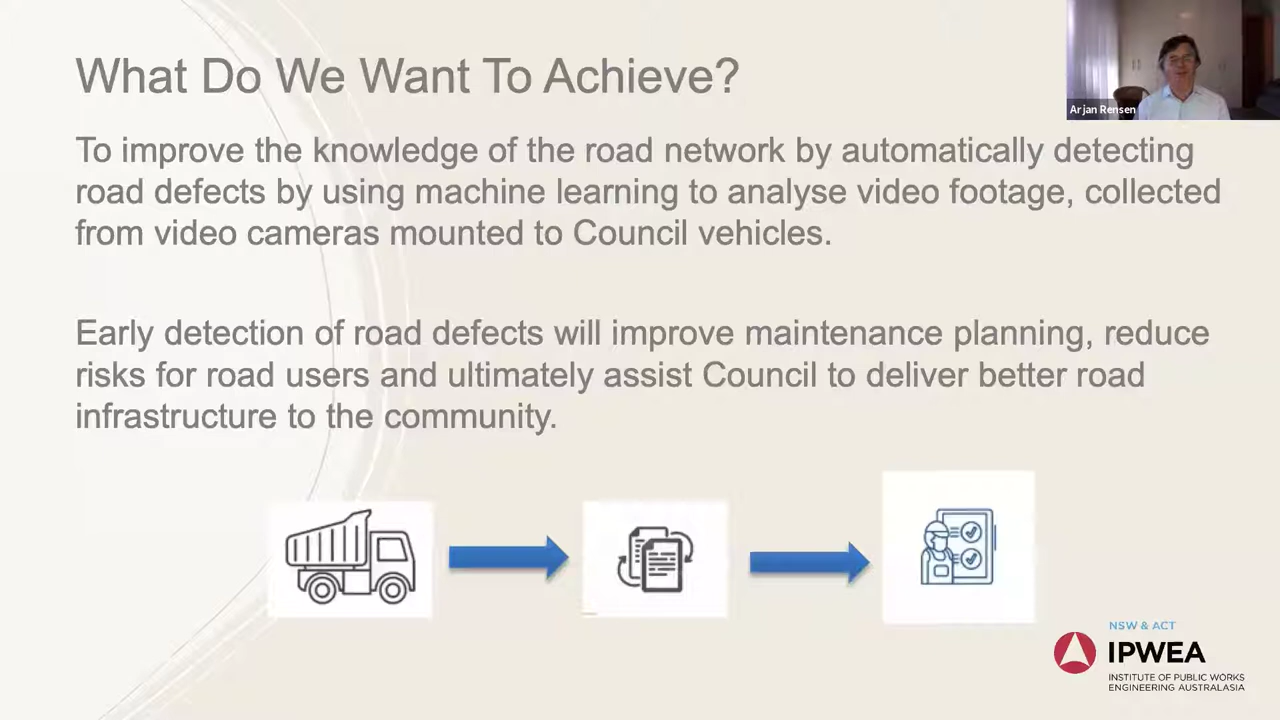 What Do We Want To Achieve?
Arjan Rensen
To improve the knowledge of the road network by automatically detecting
road defects by using machine learning to analyse video footage, collected
from video cameras mounted to Council vehicles.
Early detection of road defects will improve maintenance planning, reduce
risks for road users and ultimately assist Council to deliver better road
infrastructure to the community.
NSW & ACT
IPWEA
INSTITUTE OF PUBLIC WORKS
ENGINEERING AUSTRALASIA